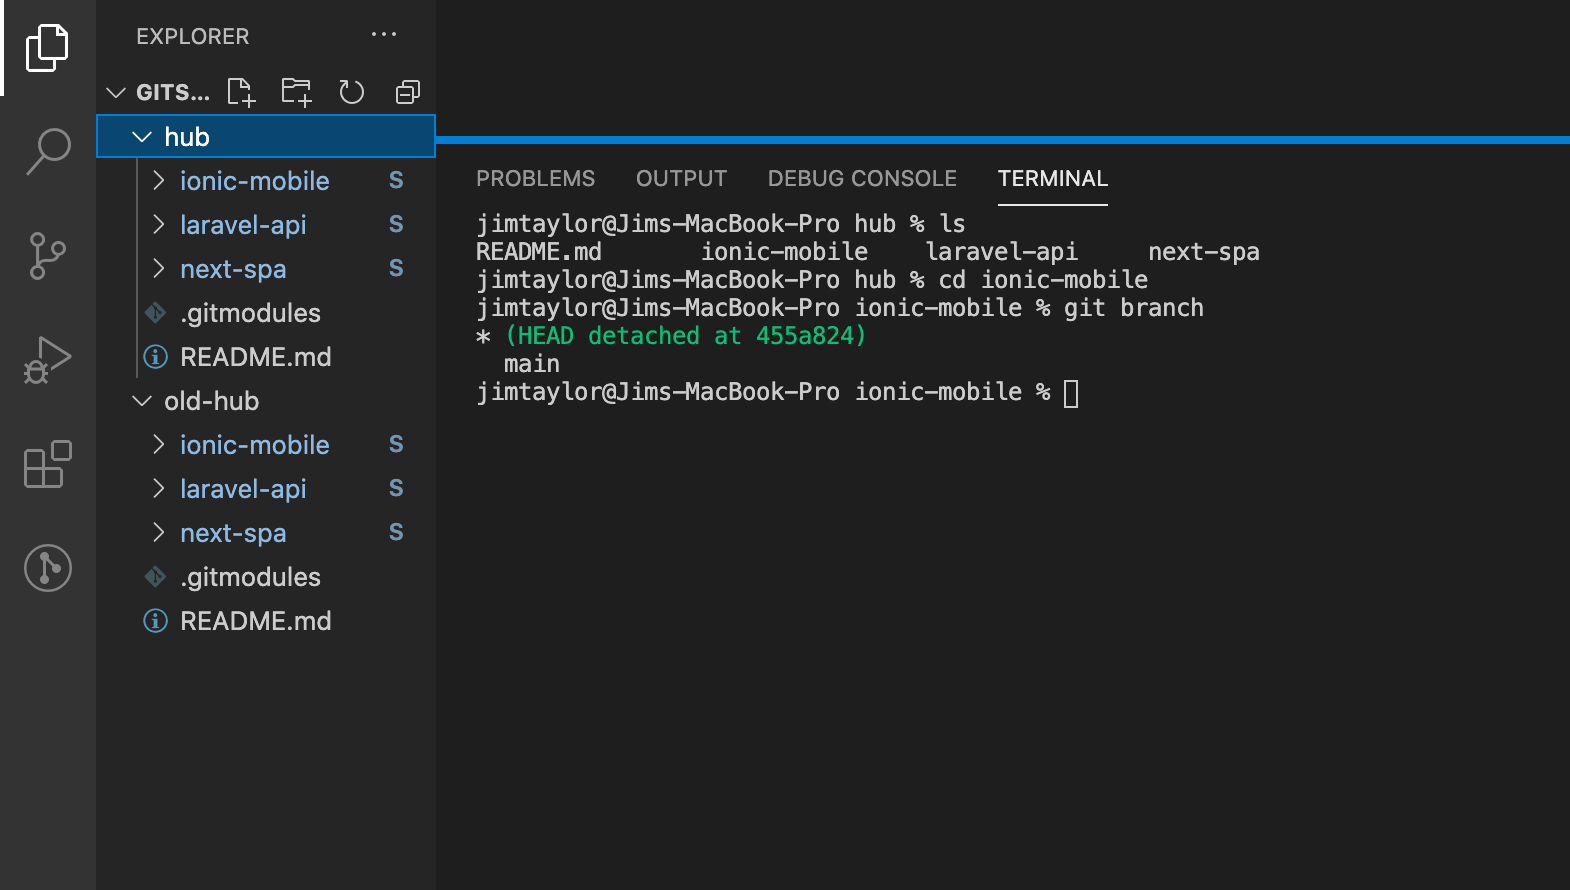 EXPLORER
GITS...
hub
ionic-mobile S
laravel-api S
next-spa S
.gitmodules
README.md
old-hub
ionic-mobile S
laravel-api S
next-spa S
.gitmodules
README.md
PROBLEMS OUTPUT DEBUG CONSOLE TERMINAL
jimtaylor@Jims-MacBook-Pro hub % ls
README.md ionic-mobile laravel-api next-spa
jimtaylor@Jims-MacBook-Pro hub % cd ionic-mobile
jimtaylor@Jims-MacBook-Pro ionic-mobile % git branch
* (HEAD detached at 455a824)
main
jimtaylor@Jims-MacBook-Pro ionic-mobile %